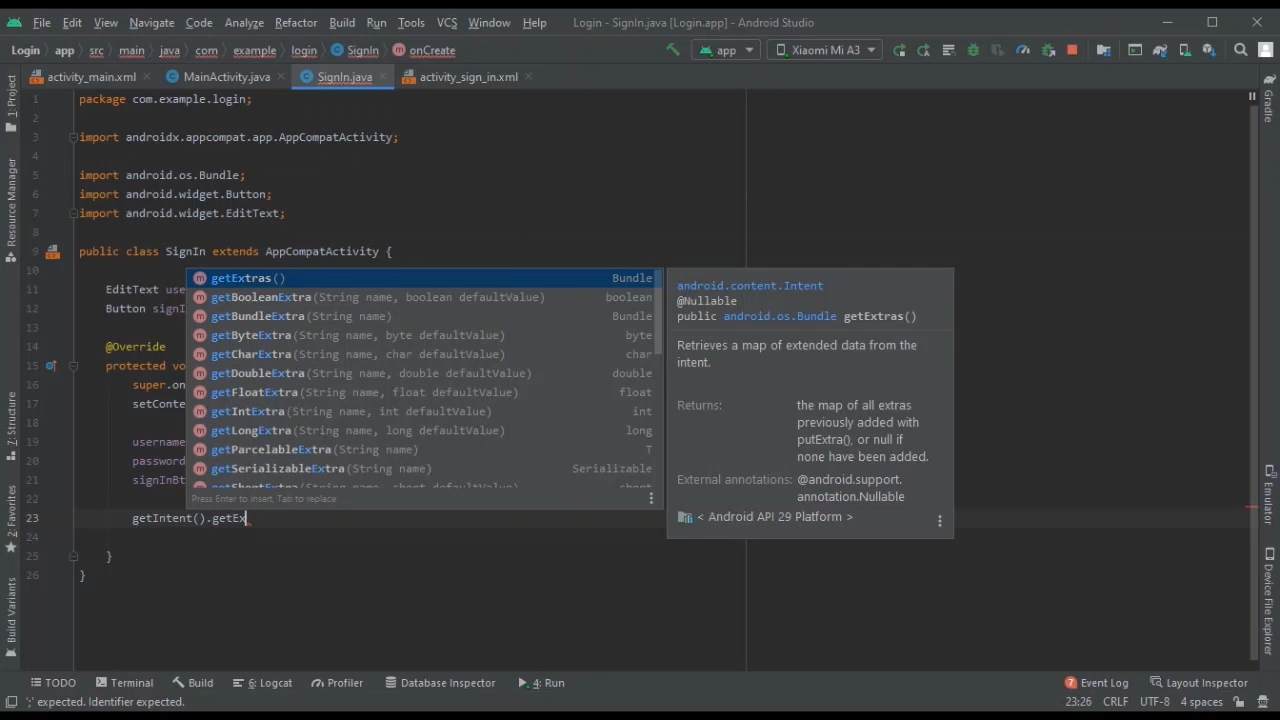 File Edit View Navigate Code Analyze Refactor Build Run Tools VCS Window Help Login - SignIn.java [Login.app] - Android Studio
Login app src main java com example login SignIn onCreate app Xiaomi Mi A3
activity_main.xml MainActivity.java SignIn.java activity_sign_in.xml
1: Project
Resource Manager
Z: Structure
2: Favorites
Build Variants
1 package com.example.login;
2
3 import androidx.appcompat.app.AppCompatActivity;
4
5 import android.os.Bundle;
6 import android.widget.Button;
7 import android.widget.EditText;
8
9 public class SignIn extends AppCompatActivity {
10
11 EditText use
12 Button signI
13
14 @Override
15 protected vo
16 super.on
17 setConte
18
19 username
20 password
21 signInBt
22
23 getIntent().getEx
24
25 }
26 }
getExtras() Bundle
getBooleanExtra(String name, boolean defaultValue) boolean
getBundleExtra(String name) Bundle
getByteExtra(String name, byte defaultValue) byte
getCharExtra(String name, char defaultValue) char
getDoubleExtra(String name, double defaultValue) double
getFloatExtra(String name, float defaultValue) float
getIntExtra(String name, int defaultValue) int
getLongExtra(String name, long defaultValue) long
getParcelableExtra(String name) T
getSerializableExtra(String name) Serializable
getShortExtra(String name, short defaultValue) short
Press Enter to insert, Tab to replace
android.content.Intent
@Nullable
public android.os.Bundle getExtras()
Retrieves a map of extended data from the
intent.
Returns: the map of all extras
previously added with
putExtra(), or null if
none have been added.
External annotations: @android.support.
annotation.Nullable
< Android API 29 Platform >
Gradle
Emulator
Device File Explorer
TODO Terminal Build 6: Logcat Profiler Database Inspector 4: Run 7 Event Log Layout Inspector
';' expected. Identifier expected. 23:26 CRLF UTF-8 4 spaces